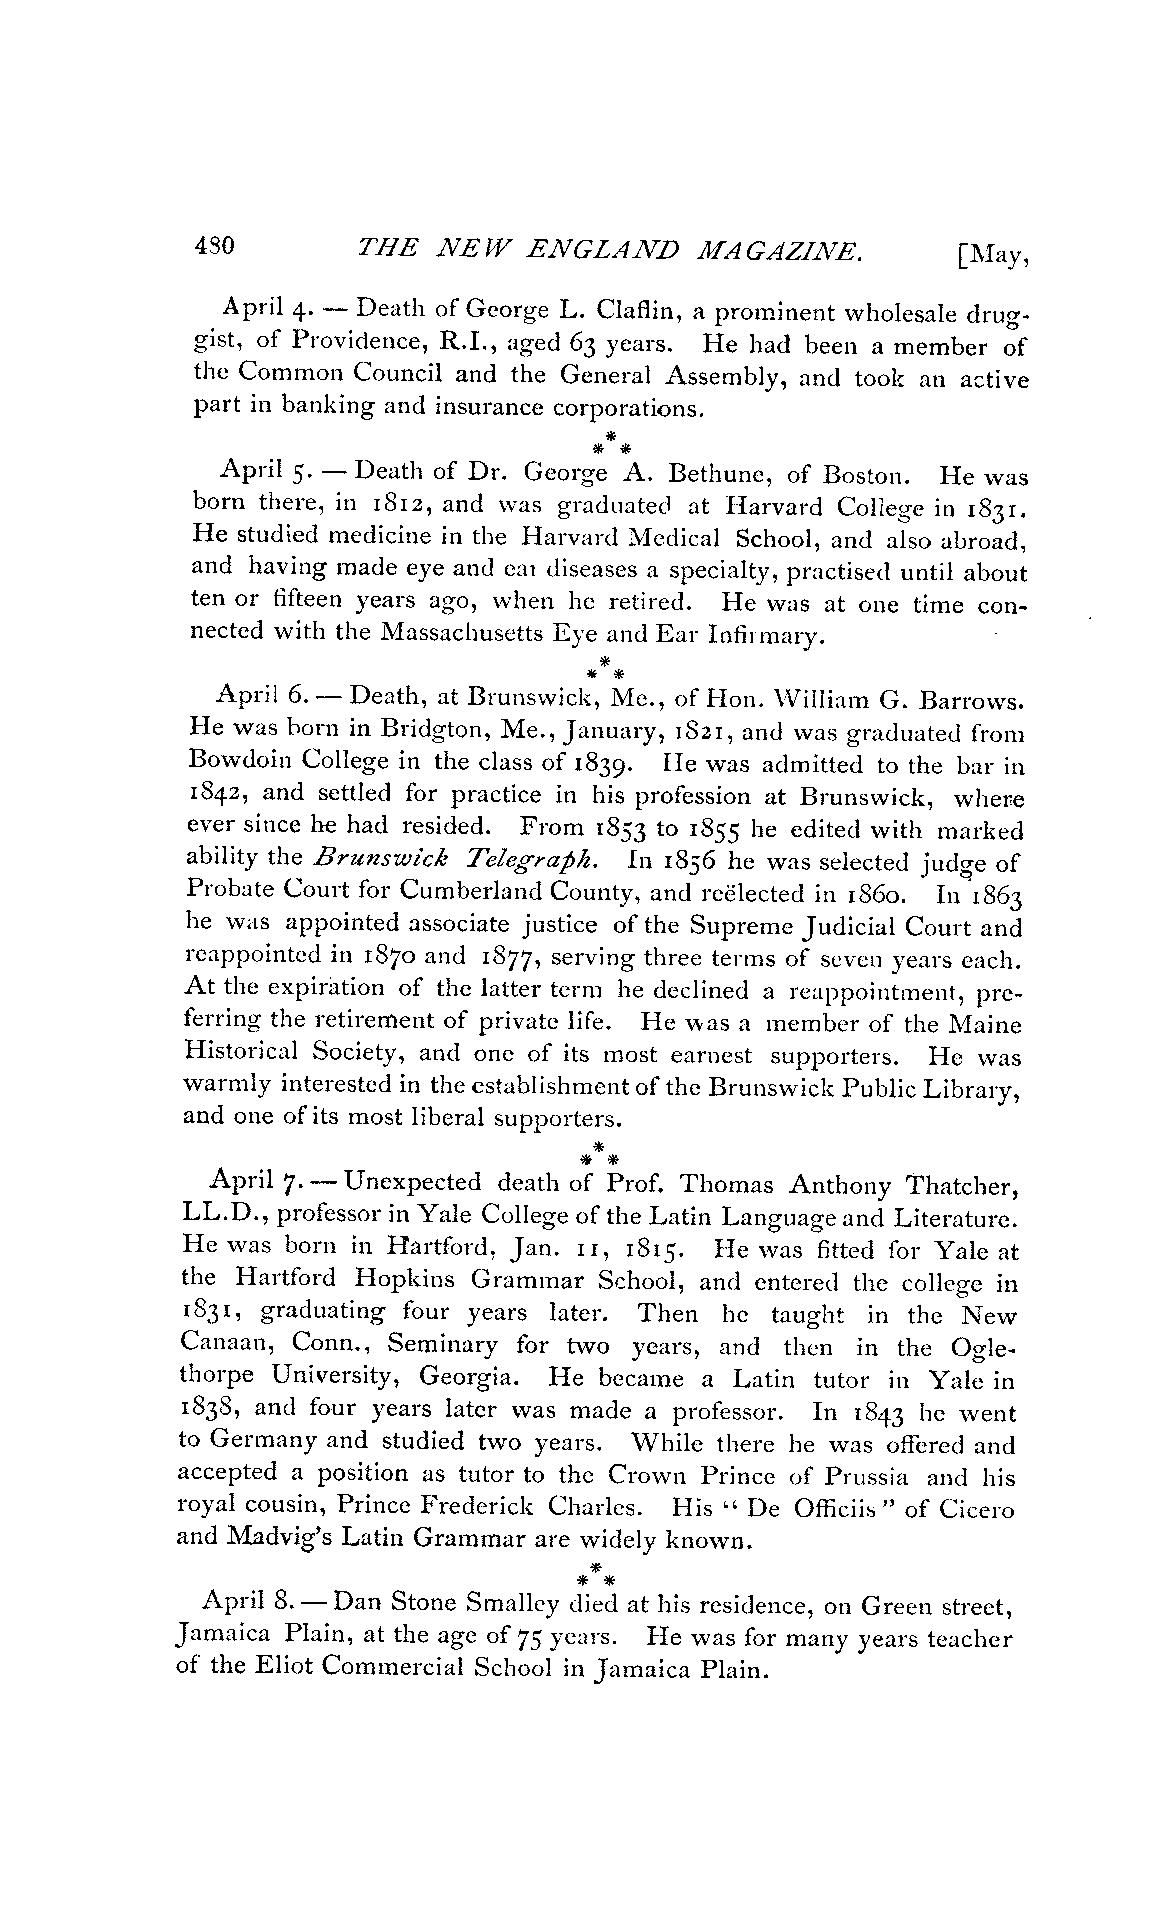 480 THE NEW ENGLAND MAGAZINE. [May,
April 4. — Death of George L. Claflin, a prominent wholesale drug-
gist, of Providence, R.I., aged 63 years. He had been a member of
the Common Council and the General Assembly, and took an active
part in banking and insurance corporations.
***
April 5. — Death of Dr. George A. Bethune, of Boston. He was
born there, in 1812, and was graduated at Harvard College in 1831.
He studied medicine in the Harvard Medical School, and also abroad,
and having made eye and ear diseases a specialty, practised until about
ten or fifteen years ago, when he retired. He was at one time con-
nected with the Massachusetts Eye and Ear Infirmary.
***
April 6. — Death, at Brunswick, Me., of Hon. William G. Barrows.
He was born in Bridgton, Me., January, 1821, and was graduated from
Bowdoin College in the class of 1839. He was admitted to the bar in
1842, and settled for practice in his profession at Brunswick, where
ever since he had resided. From 1853 to 1855 he edited with marked
ability the Brunswick Telegraph. In 1856 he was selected judge of
Probate Court for Cumberland County, and reëlected in 1860. In 1863
he was appointed associate justice of the Supreme Judicial Court and
reappointed in 1870 and 1877, serving three terms of seven years each.
At the expiration of the latter term he declined a reappointment, pre-
ferring the retirement of private life. He was a member of the Maine
Historical Society, and one of its most earnest supporters. He was
warmly interested in the establishment of the Brunswick Public Library,
and one of its most liberal supporters.
***
April 7. — Unexpected death of Prof. Thomas Anthony Thatcher,
LL.D., professor in Yale College of the Latin Language and Literature.
He was born in Hartford, Jan. 11, 1815. He was fitted for Yale at
the Hartford Hopkins Grammar School, and entered the college in
1831, graduating four years later. Then he taught in the New
Canaan, Conn., Seminary for two years, and then in the Ogle-
thorpe University, Georgia. He became a Latin tutor in Yale in
1838, and four years later was made a professor. In 1843 he went
to Germany and studied two years. While there he was offered and
accepted a position as tutor to the Crown Prince of Prussia and his
royal cousin, Prince Frederick Charles. His “ De Officiis ” of Cicero
and Madvig's Latin Grammar are widely known.
***
April 8. — Dan Stone Smalley died at his residence, on Green street,
Jamaica Plain, at the age of 75 years. He was for many years teacher
of the Eliot Commercial School in Jamaica Plain.